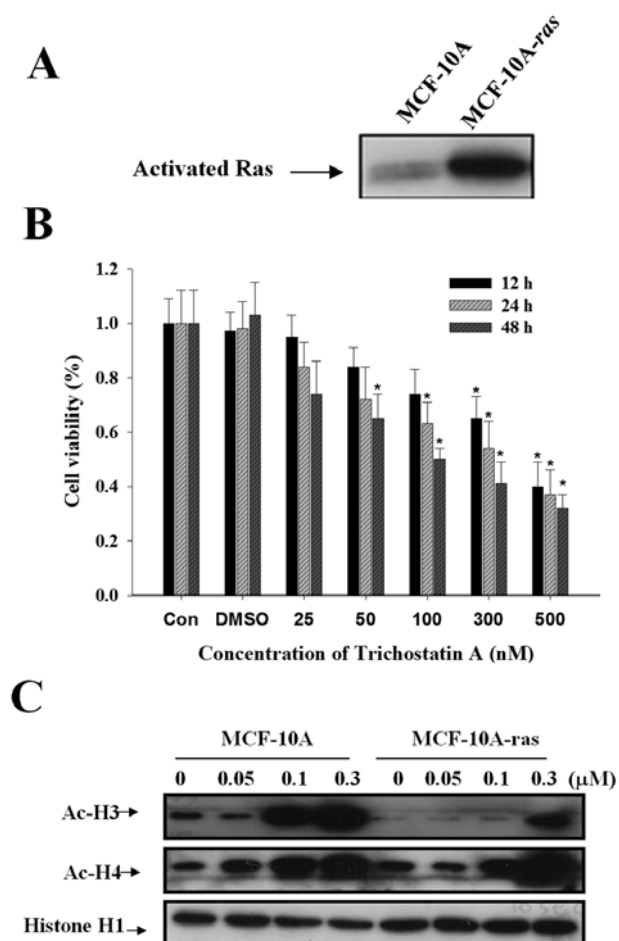 A
MCF-10A
MCF-10A-ras
Activated Ras
B
1.2
1.0
0.8
0.6
0.4
0.2
0.0
Cell viability (%)
12 h
24 h
48 h
* * * * * * * * *
Con DMSO 25 50 100 300 500
Concentration of Trichostatin A (nM)
C
MCF-10A MCF-10A-ras
0 0.05 0.1 0.3 0 0.05 0.1 0.3 (μM)
Ac-H3
Ac-H4
Histone H1